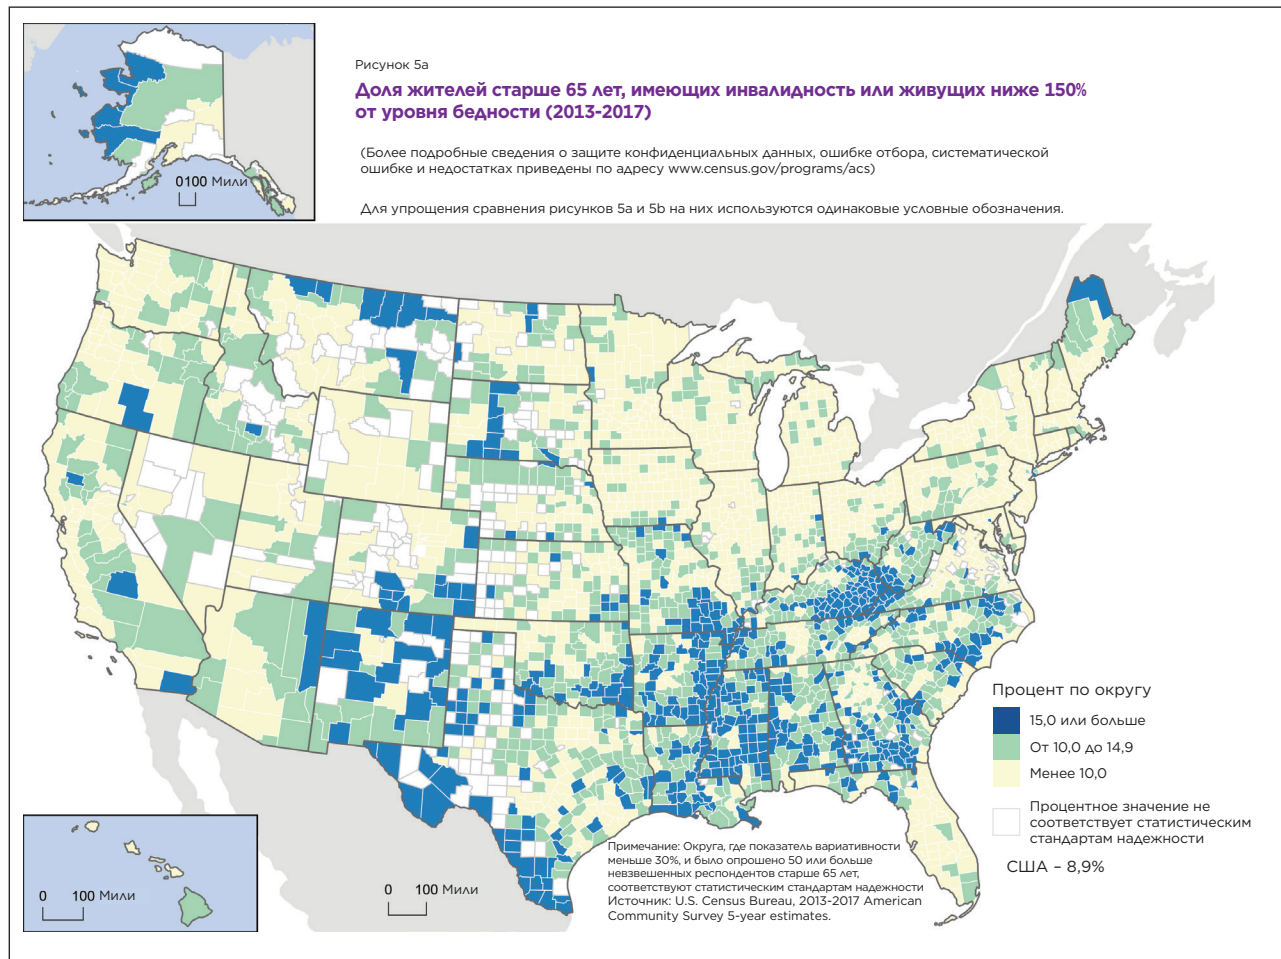 Рисунок 5a
Доля жителей старше 65 лет, имеющих инвалидность или живущих ниже 150%
от уровня бедности (2013-2017)
(Более подробные сведения о защите конфиденциальных данных, ошибке отбора, систематической
ошибке и недостатках приведены по адресу www.census.gov/programs/acs)
Для упрощения сравнения рисунков 5a и 5b на них используются одинаковые условные обозначения.
0100 Мили
Процент по округу
15,0 или больше
От 10,0 до 14,9
Менее 10,0
Процентное значение не
соответствует статистическим
стандартам надежности
США – 8,9%
Примечание: Округа, где показатель вариативности
меньше 30%, и было опрошено 50 или больше
невзвешенных респондентов старше 65 лет,
соответствуют статистическим стандартам надежности
Источник: U.S. Census Bureau, 2013-2017 American
Community Survey 5-year estimates.
0 100 Мили
0 100 Мили